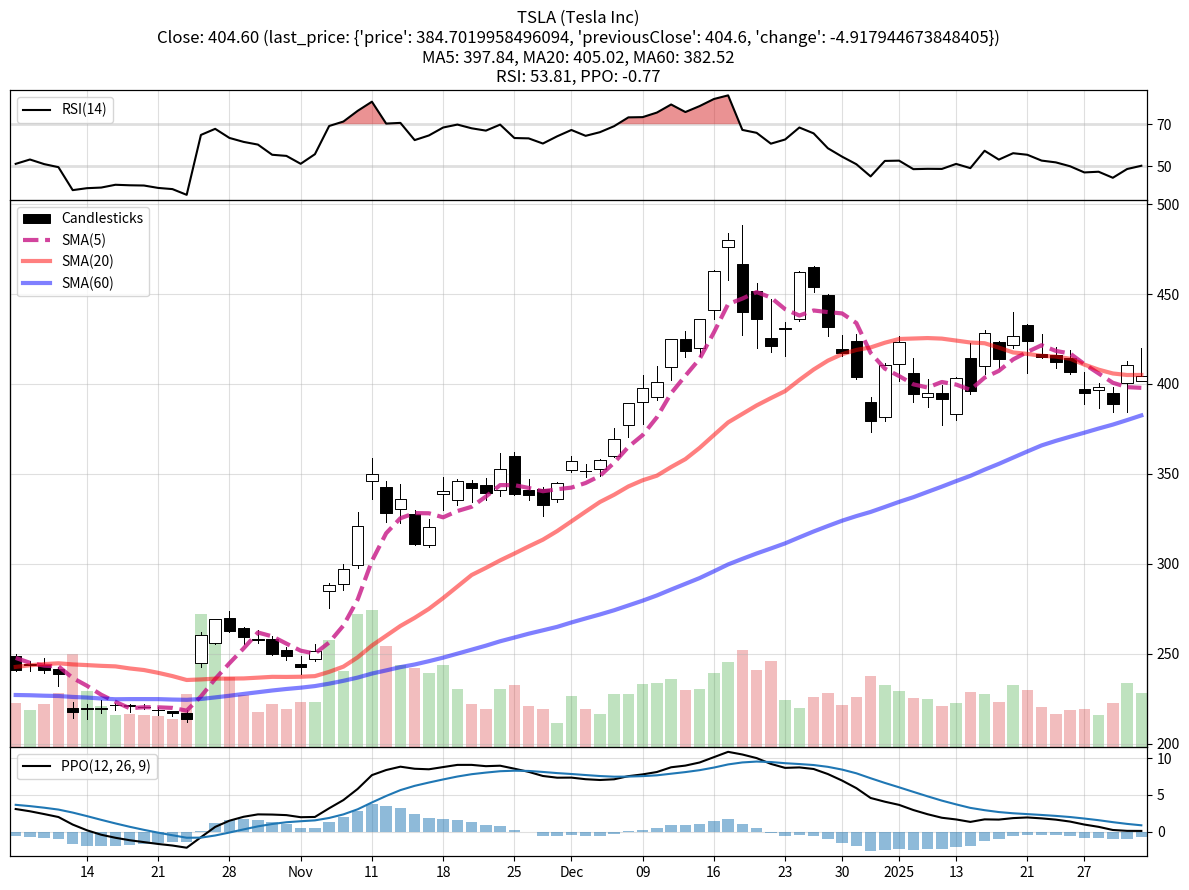 TSLA (Tesla Inc)
Close: 404.60 (last_price: {'price': 384.7019958496094, 'previousClose': 404.6, 'change': -4.917944673848405})
MA5: 397.84, MA20: 405.02, MA60: 382.52
RSI: 53.81, PPO: -0.77
RSI(14)
70
50
Candlesticks
SMA(5)
SMA(20)
SMA(60)
500
450
400
350
300
250
200
PPO(12, 26, 9)
10
5
0
14 21 28 Nov 11 18 25 Dec 09 16 23 30 2025 13 21 27